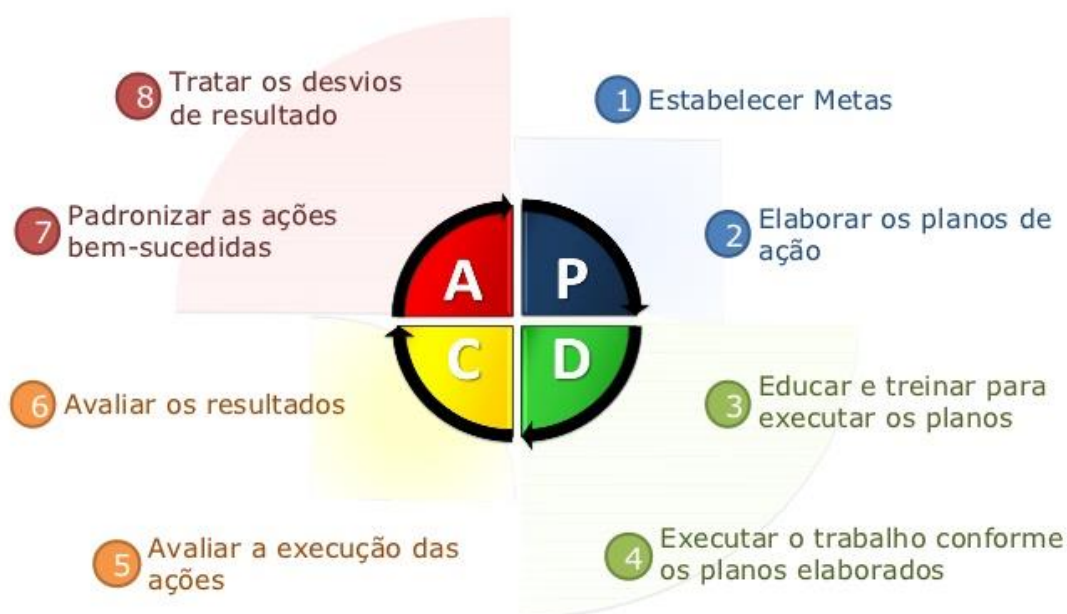 8 Tratar os desvios
de resultado
1 Estabelecer Metas
7 Padronizar as ações
bem-sucedidas
2 Elaborar os planos de
ação
A P
C D
6 Avaliar os resultados
3 Educar e treinar para
executar os planos
5 Avaliar a execução das
ações
4 Executar o trabalho conforme
os planos elaborados